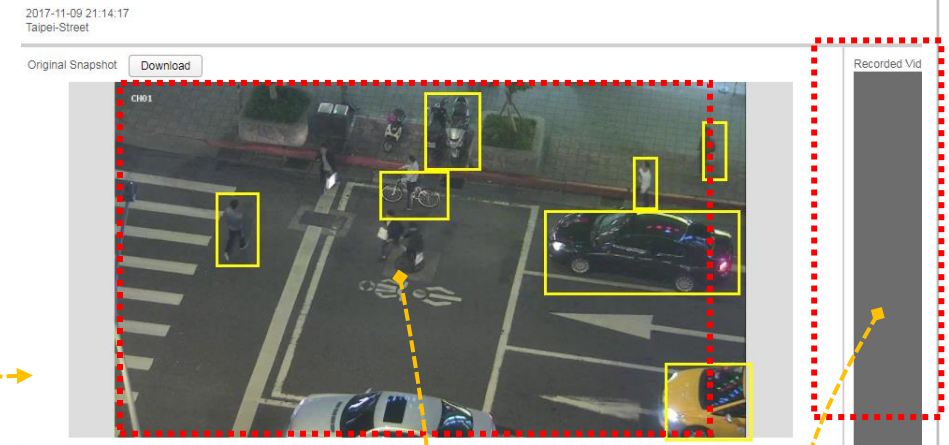 2017-11-09 21:14:17
Taipei-Street
Original Snapshot
Download
Recorded Vid
CH01